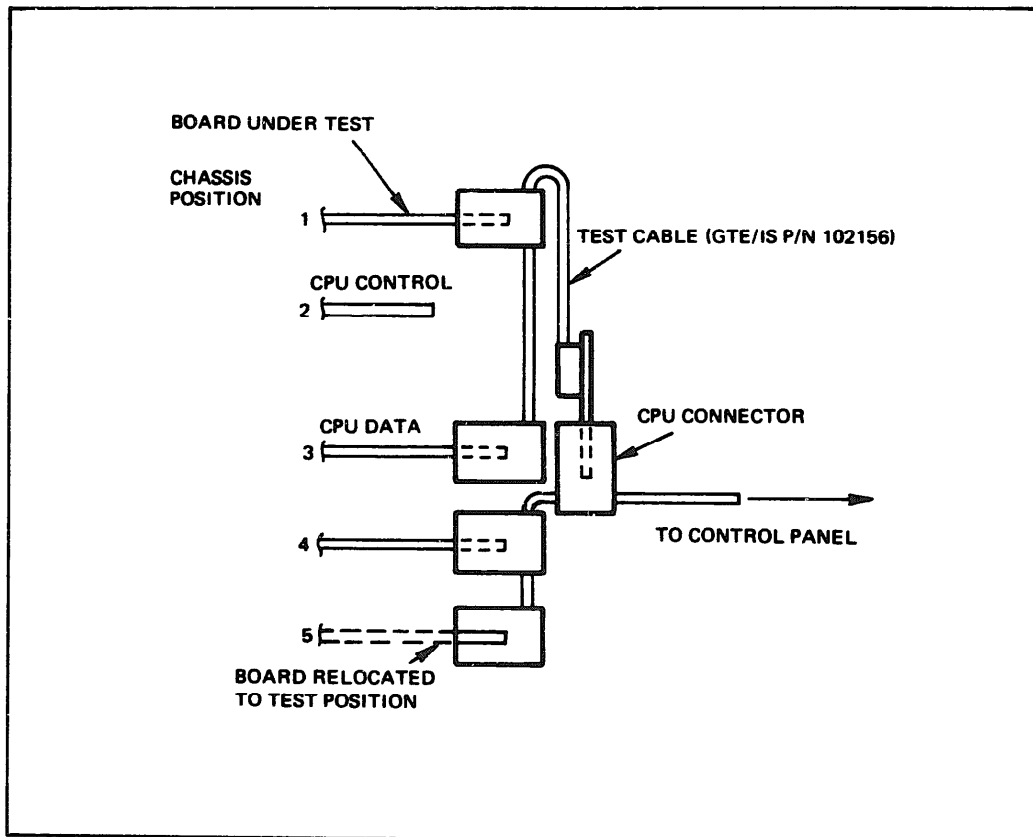 BOARD UNDER TEST
CHASSIS
POSITION
1
TEST CABLE (GTE/IS P/N 102156)
CPU CONTROL
2
CPU CONNECTOR
CPU DATA
3
TO CONTROL PANEL
4
5
BOARD RELOCATED
TO TEST POSITION